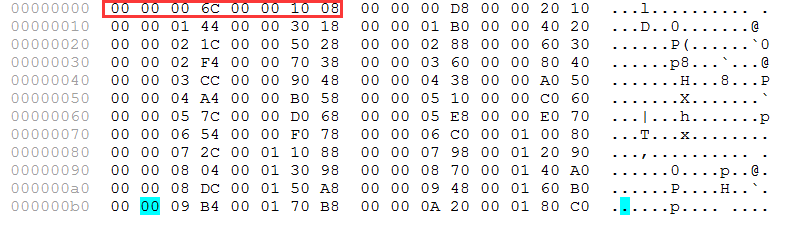 00000000 00 00 00 6C 00 00 10 08 00 00 00 D8 00 00 20 10 ...l.......... .
00000010 00 00 01 44 00 00 30 18 00 00 01 B0 00 00 40 20 ...D..0.......@
00000020 00 00 02 1C 00 00 50 28 00 00 02 88 00 00 60 30 ......P(......`0
00000030 00 00 02 F4 00 00 70 38 00 00 03 60 00 00 80 40 ......p8...`...@
00000040 00 00 03 CC 00 00 90 48 00 00 04 38 00 00 A0 50 .......H...8...P
00000050 00 00 04 A4 00 00 B0 58 00 00 05 10 00 00 C0 60 .......X.......`
00000060 00 00 05 7C 00 00 D0 68 00 00 05 E8 00 00 E0 70 ...|...h.......p
00000070 00 00 06 54 00 00 F0 78 00 00 06 C0 00 01 00 80 ...T...x........
00000080 00 00 07 2C 00 01 10 88 00 00 07 98 00 01 20 90 ...,.......... .
00000090 00 00 08 04 00 01 30 98 00 00 08 70 00 01 40 A0 ......0....p..@.
000000a0 00 00 08 DC 00 01 50 A8 00 00 09 48 00 01 60 B0 ......P....H..`.
000000b0 00 00 09 B4 00 01 70 B8 00 00 0A 20 00 01 80 C0 ......p.... ....